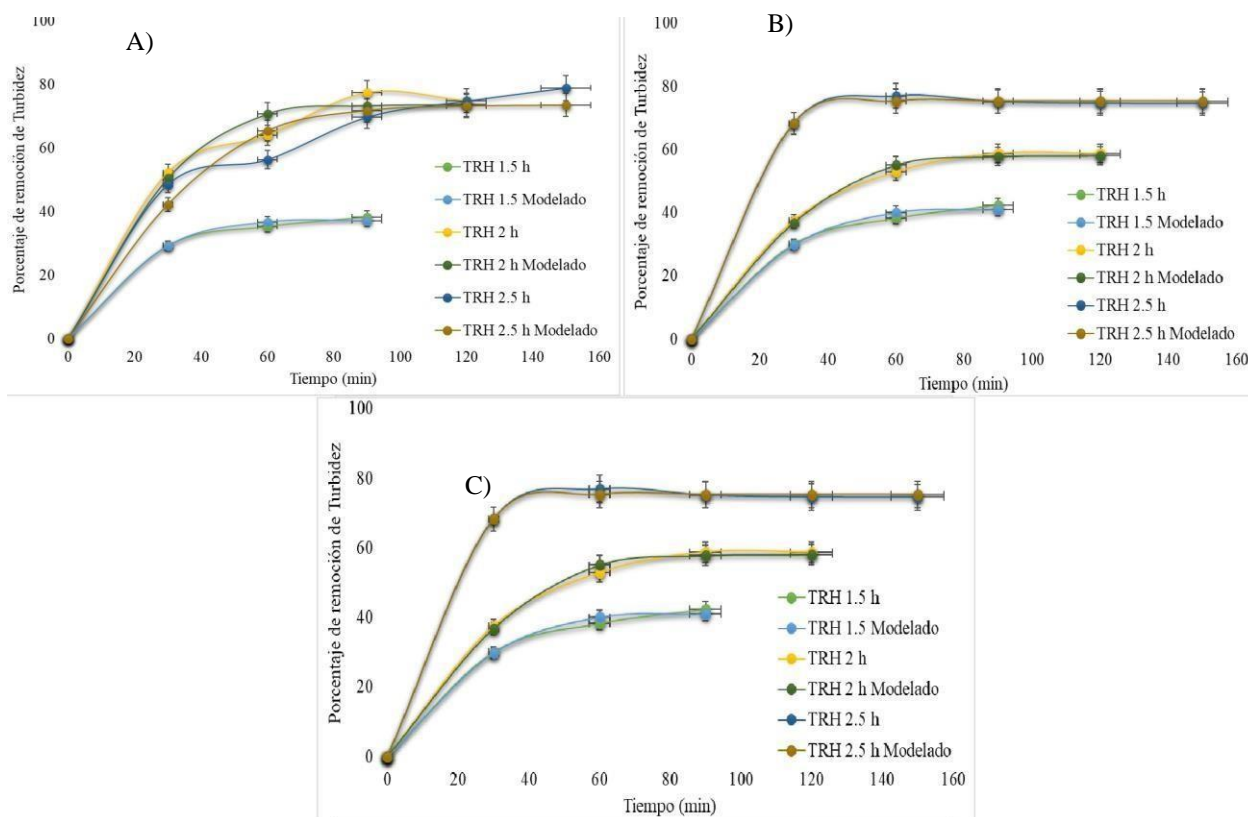 A)
Porcentaje de remoción de Turbidez
100
80
60
40
20
0
0 20 40 60 80 100 120 140 160
Tiempo (min)
TRH 1.5 h
TRH 1.5 Modelado
TRH 2 h
TRH 2 h Modelado
TRH 2.5 h
TRH 2.5 h Modelado
B)
Porcentaje de remoción de Turbidez
100
80
60
40
20
0
0 20 40 60 80 100 120 140 160
Tiempo (min)
TRH 1.5 h
TRH 1.5 Modelado
TRH 2 h
TRH 2 h Modelado
TRH 2.5 h
TRH 2.5 h Modelado
C)
Porcentaje de remoción de Turbidez
100
80
60
40
20
0
0 20 40 60 80 100 120 140 160
Tiempo (min)
TRH 1.5 h
TRH 1.5 Modelado
TRH 2 h
TRH 2 h Modelado
TRH 2.5 h
TRH 2.5 h Modelado